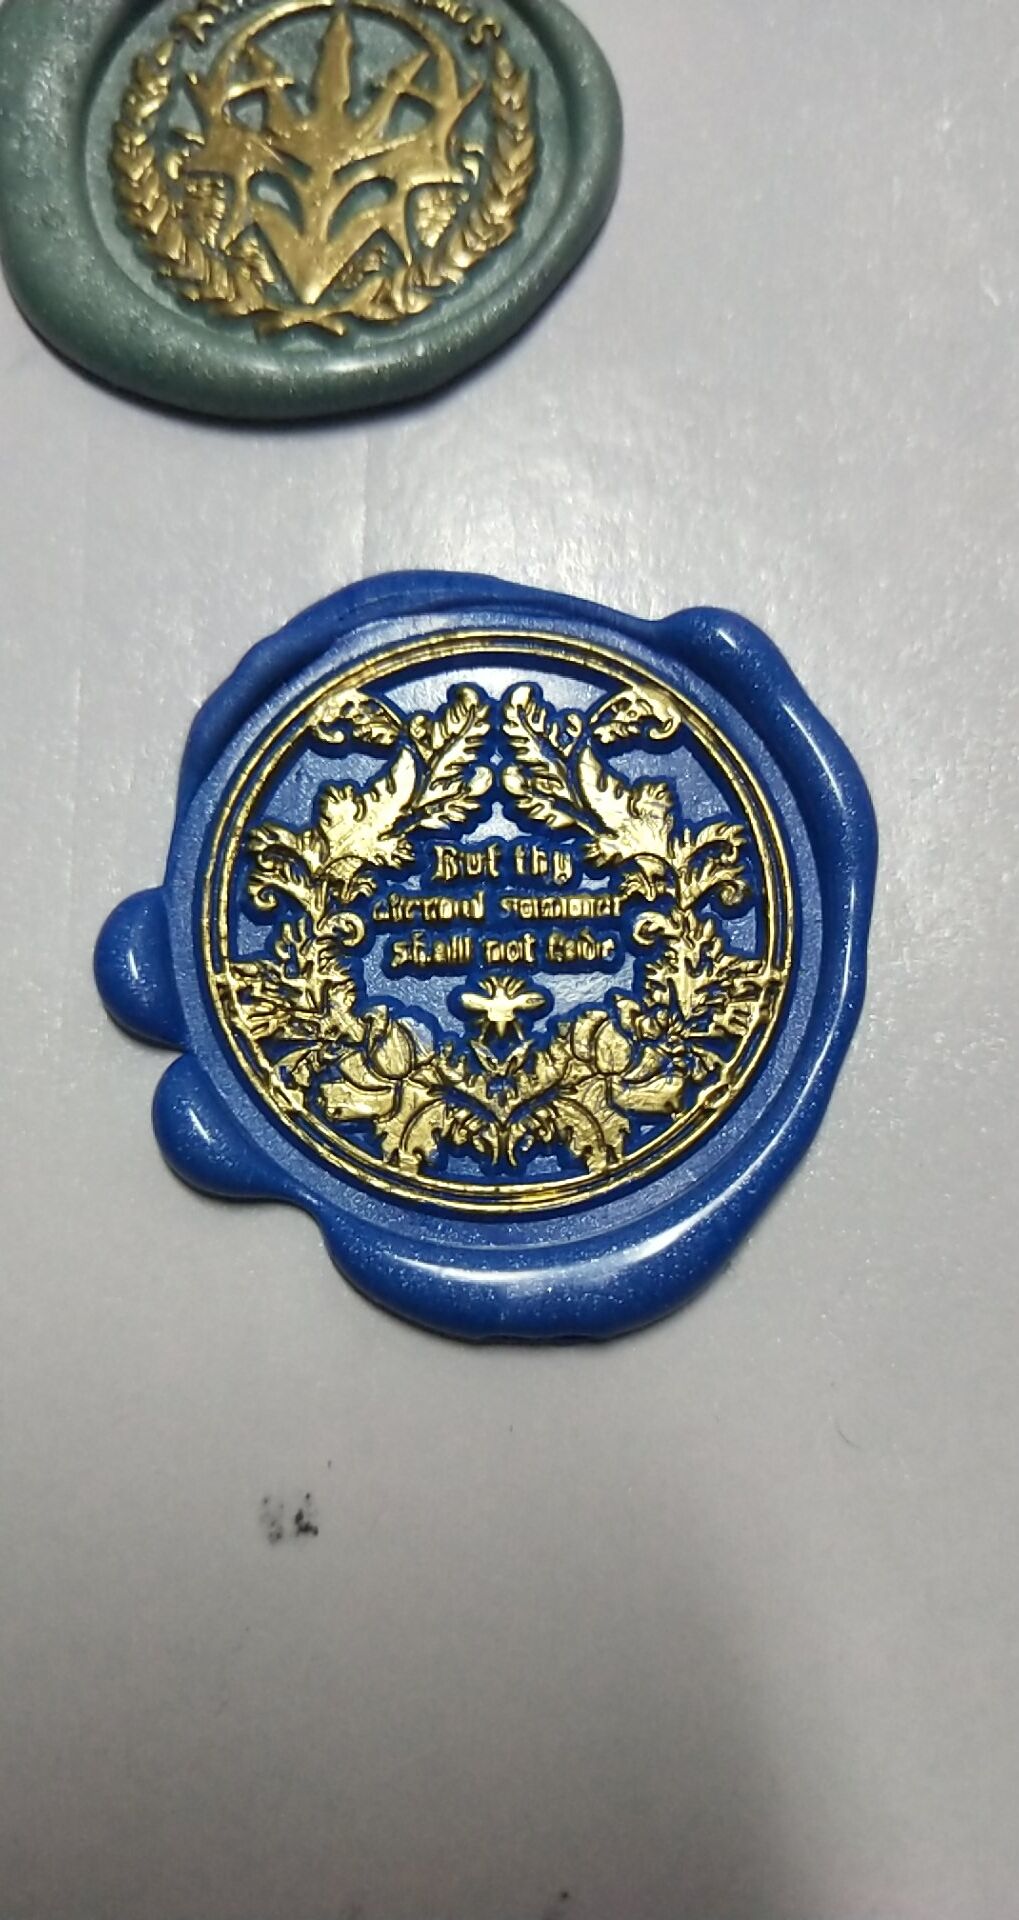 But thy
eternal summer
shall not fade